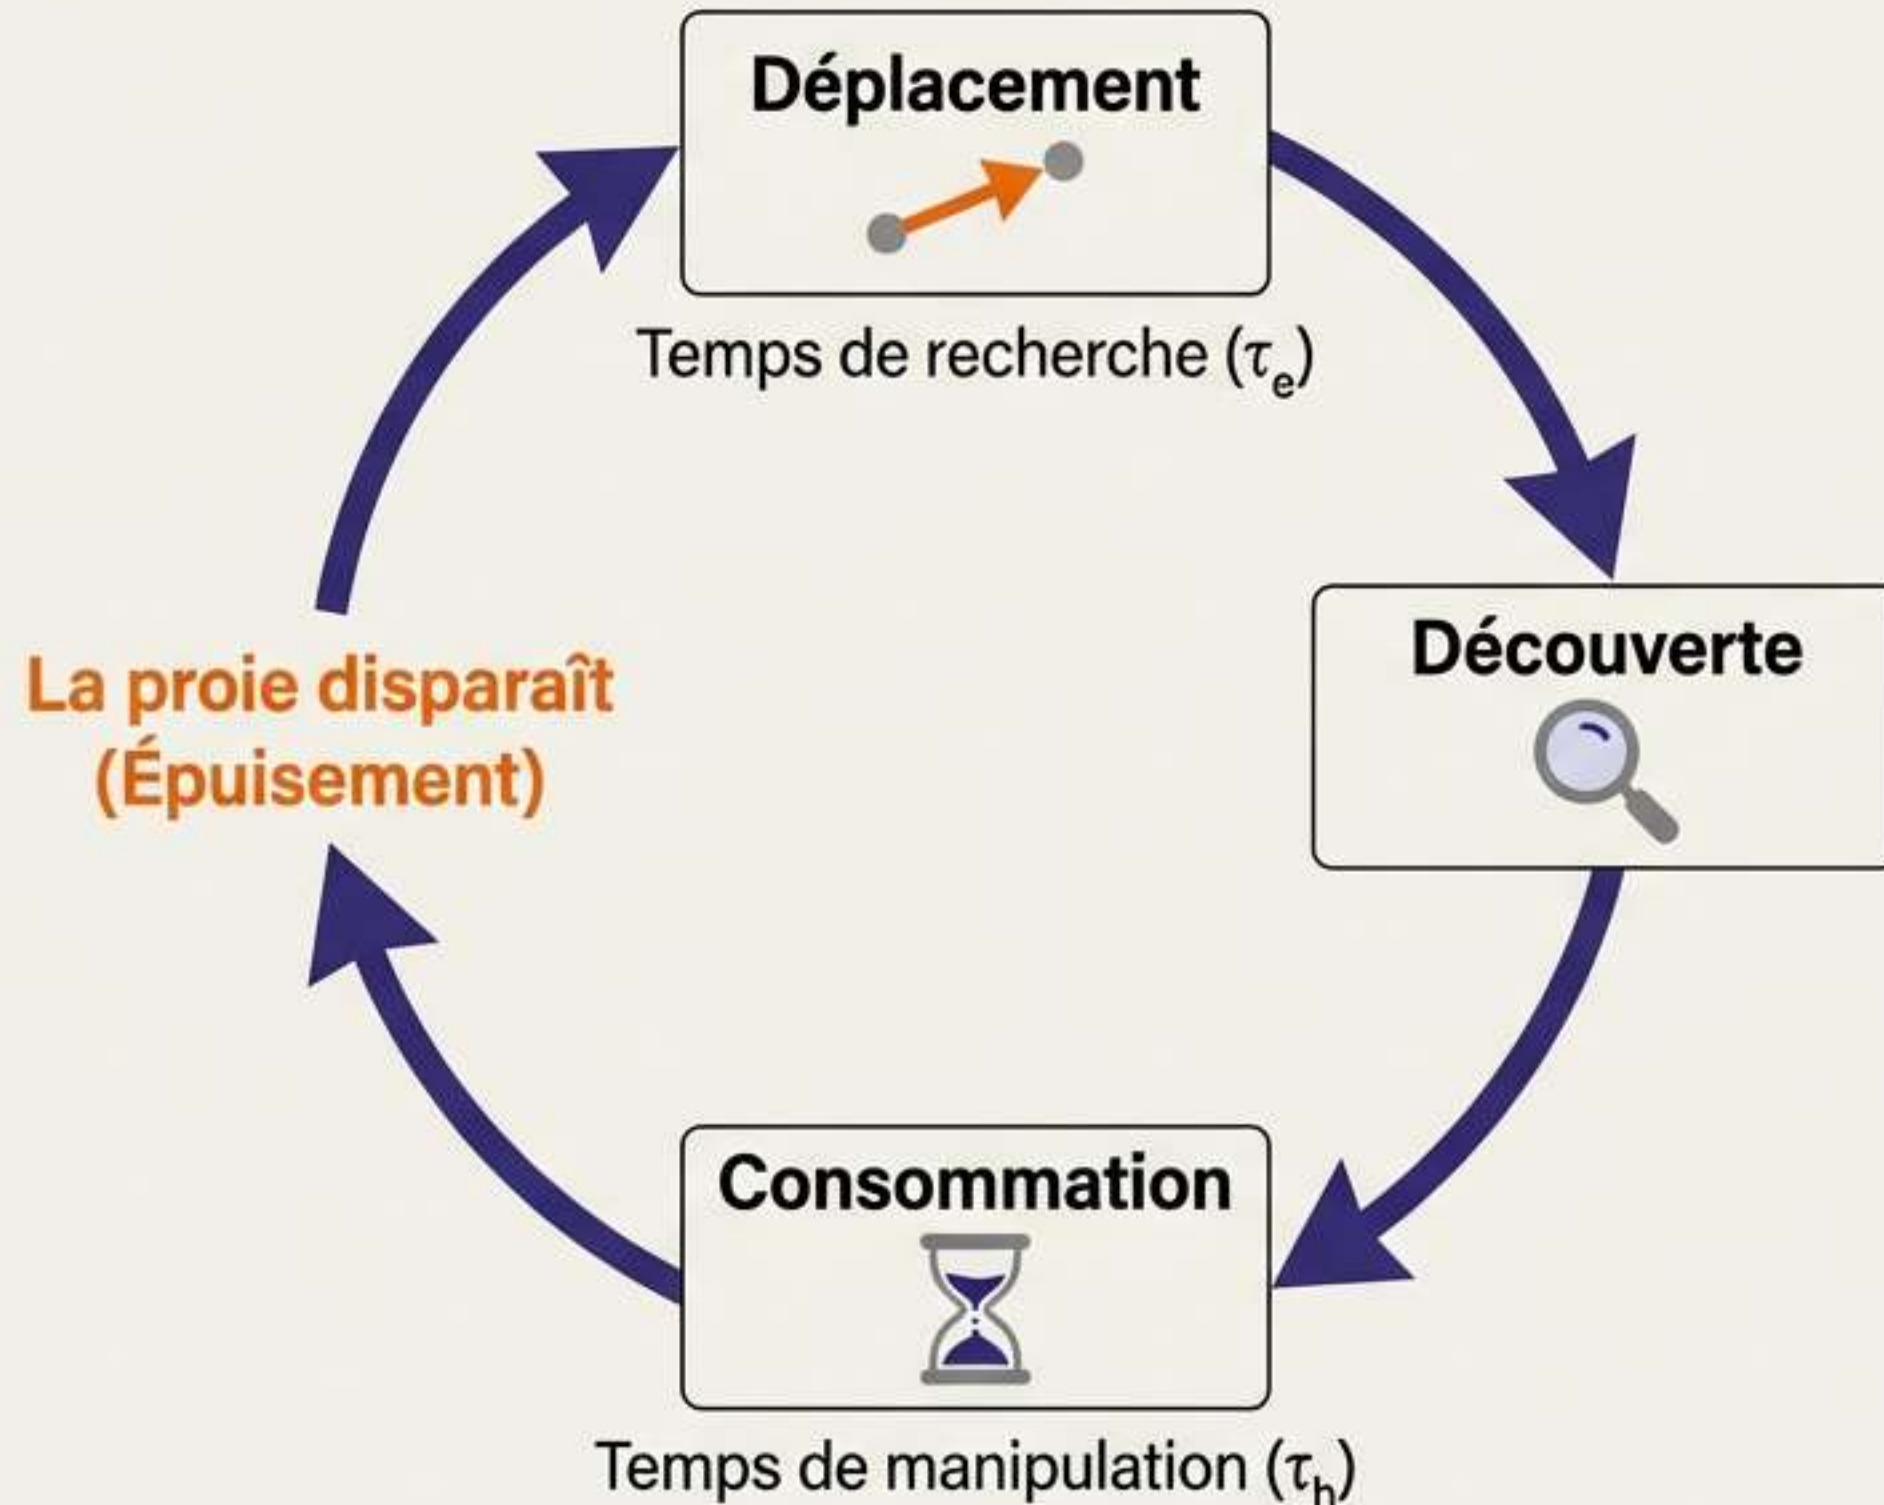 Déplacement
Temps de recherche (τₑ)
Découverte
La proie disparaît
(Épuisement)
Consommation
Temps de manipulation (τₕ)